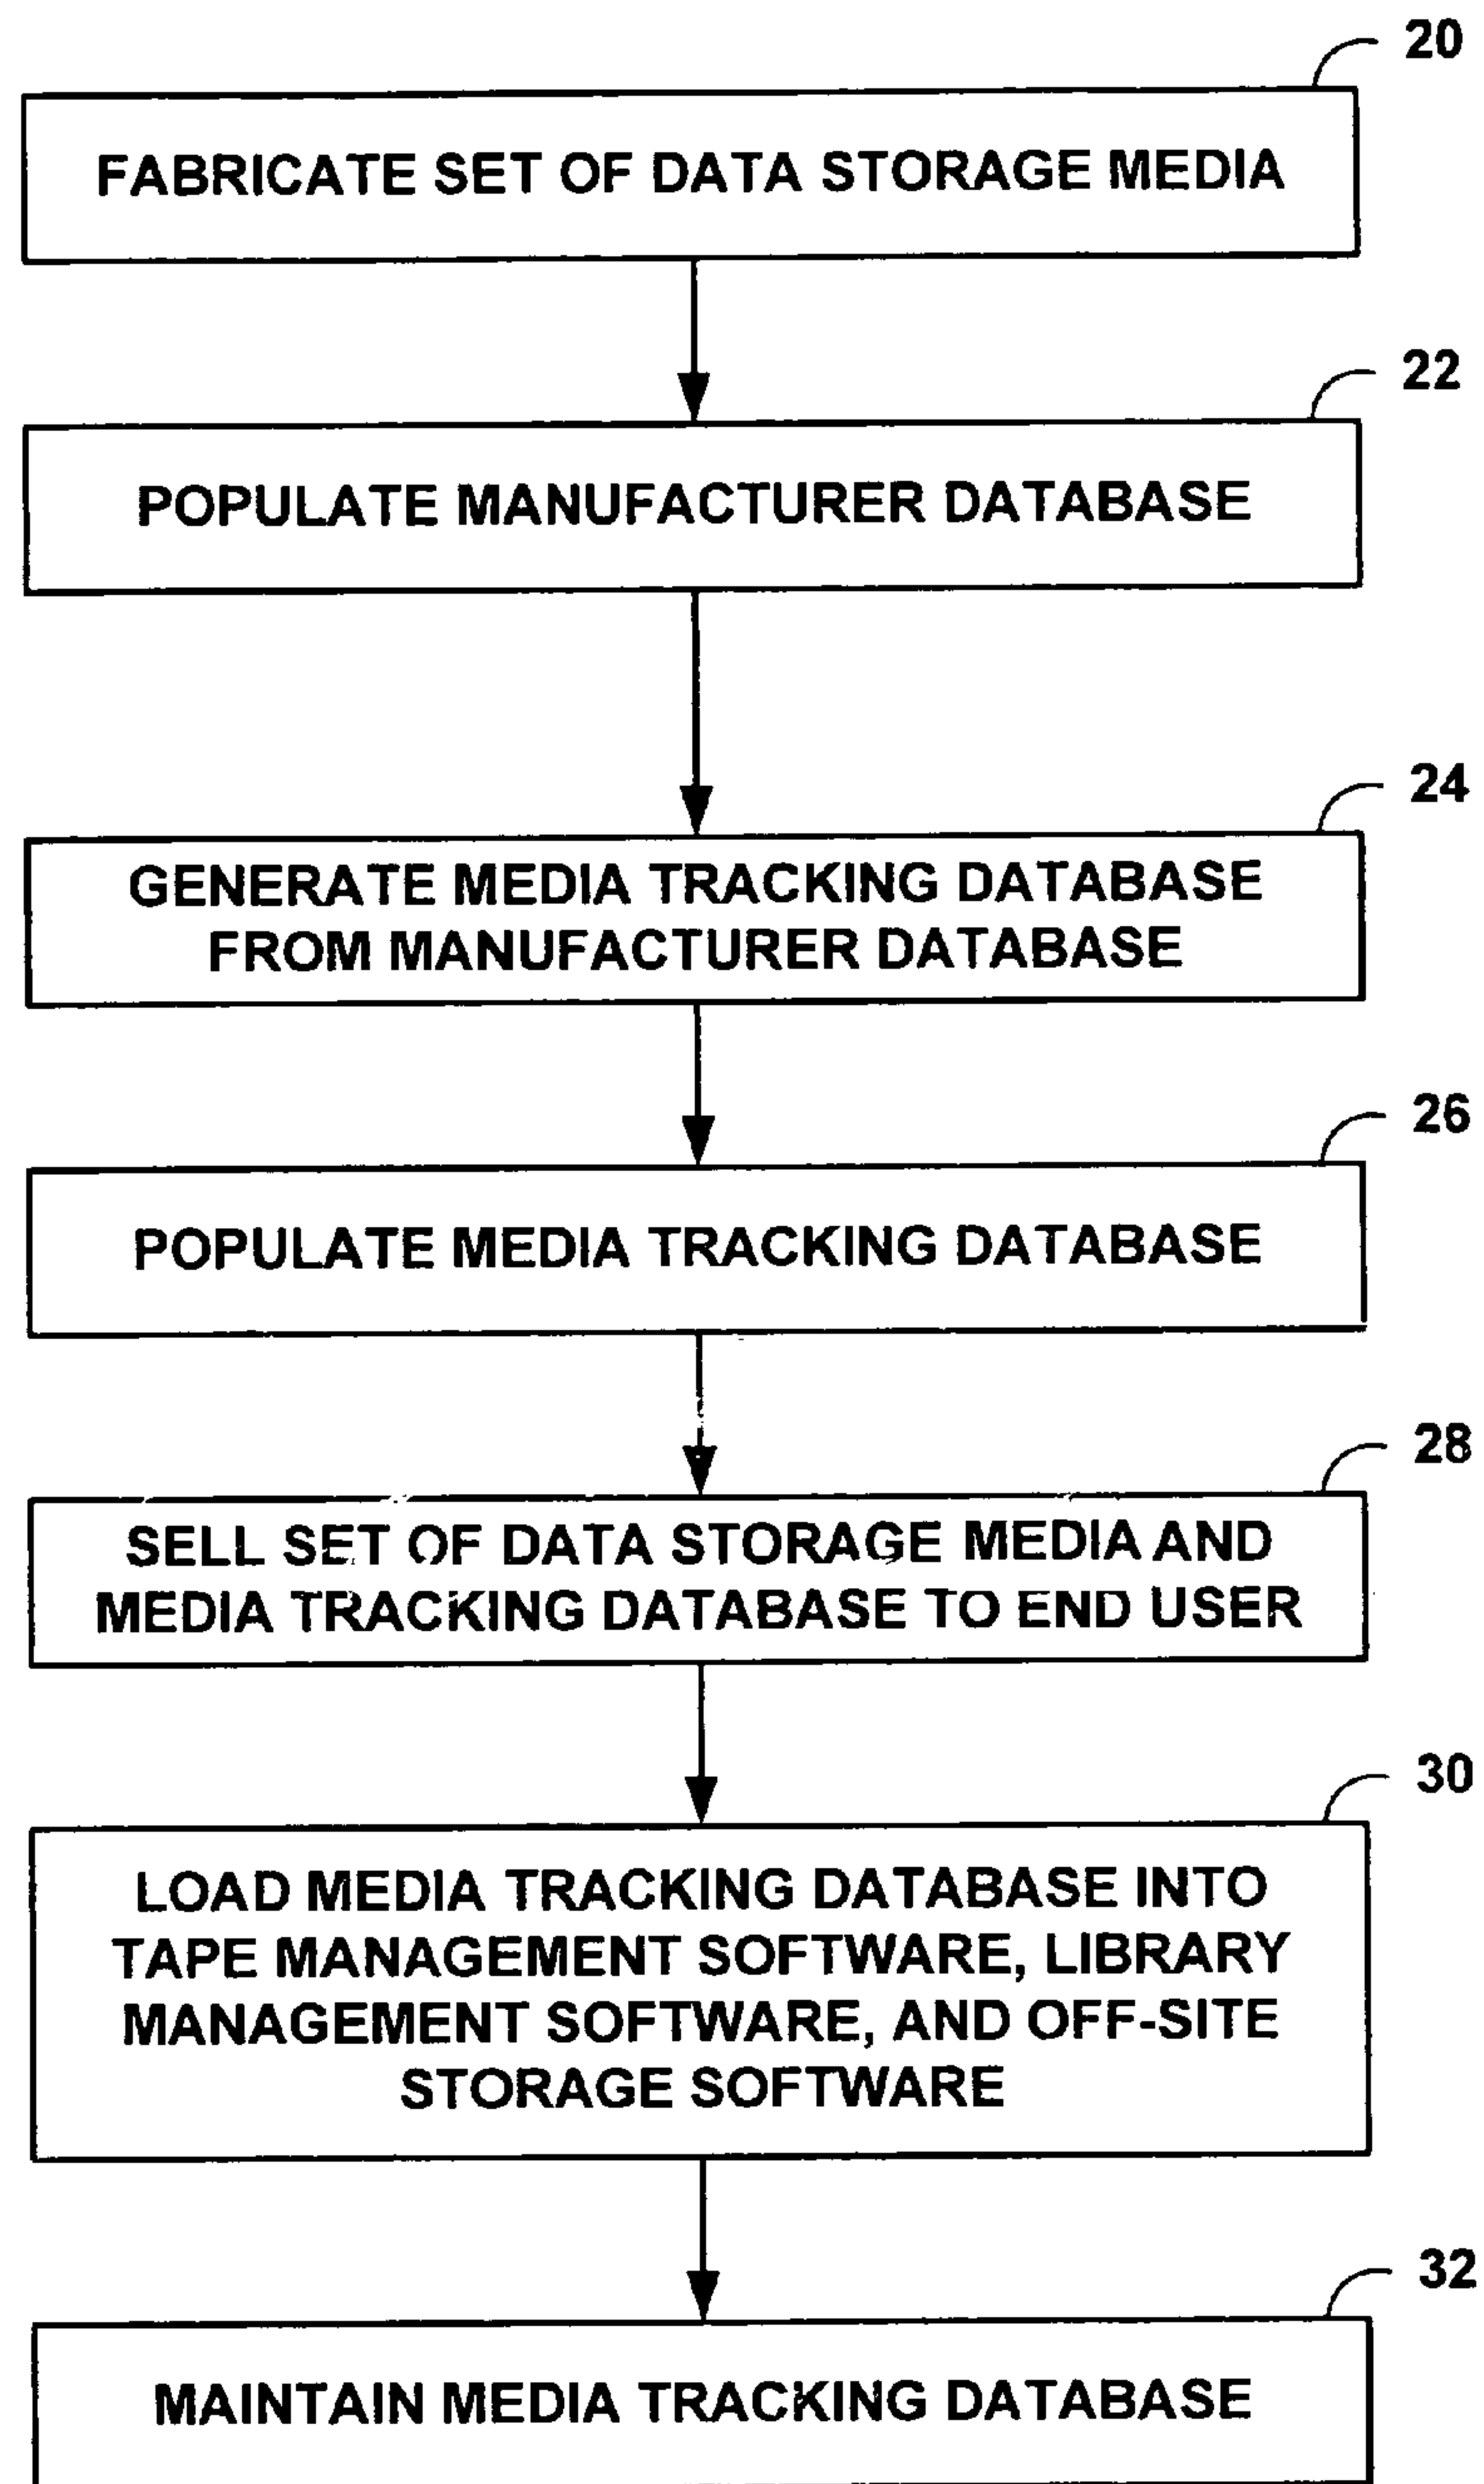 20
FABRICATE SET OF DATA STORAGE MEDIA
22
POPULATE MANUFACTURER DATABASE
24
GENERATE MEDIA TRACKING DATABASE
FROM MANUFACTURER DATABASE
26
POPULATE MEDIA TRACKING DATABASE
28
SELL SET OF DATA STORAGE MEDIA AND
MEDIA TRACKING DATABASE TO END USER
30
LOAD MEDIA TRACKING DATABASE INTO
TAPE MANAGEMENT SOFTWARE, LIBRARY
MANAGEMENT SOFTWARE, AND OFF-SITE
STORAGE SOFTWARE
32
MAINTAIN MEDIA TRACKING DATABASE